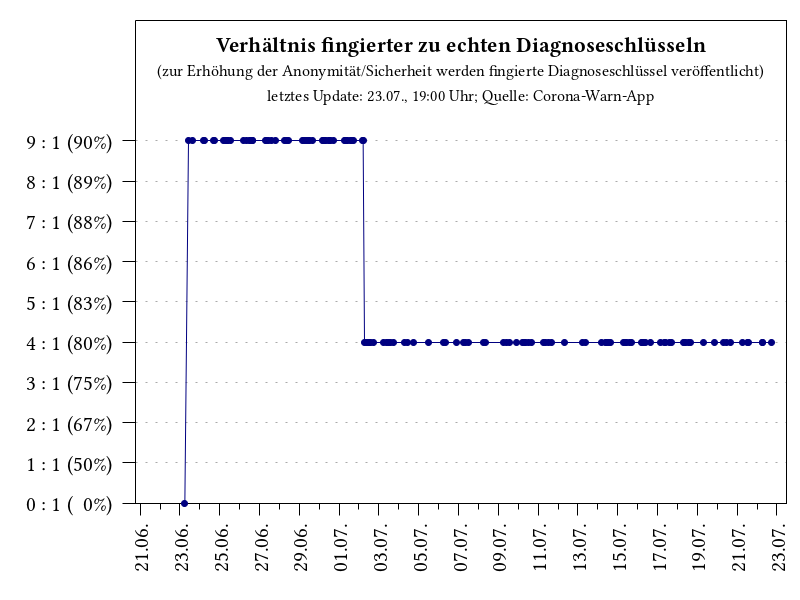 Verhältnis fingierter zu echten Diagnoseschlüsseln
(zur Erhöhung der Anonymität/Sicherheit werden fingierte Diagnoseschlüssel veröffentlicht)
letztes Update: 23.07., 19:00 Uhr; Quelle: Corona-Warn-App
9 : 1 (90%)
8 : 1 (89%)
7 : 1 (88%)
6 : 1 (86%)
5 : 1 (83%)
4 : 1 (80%)
3 : 1 (75%)
2 : 1 (67%)
1 : 1 (50%)
0 : 1 (  0%)
21.06.
23.06.
25.06.
27.06.
29.06.
01.07.
03.07.
05.07.
07.07.
09.07.
11.07.
13.07.
15.07.
17.07.
19.07.
21.07.
23.07.